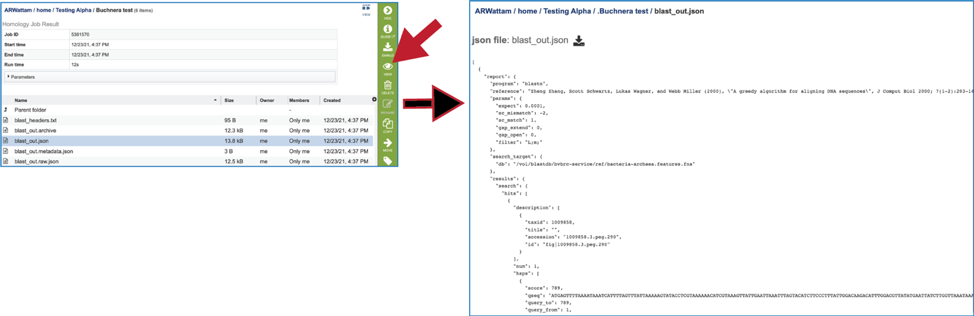 ARWattam / home / Testing Alpha / Buchnera test (6 items)
VIEW
Homology Job Result
Job ID 5381570
Start time 12/23/21, 4:37 PM
End time 12/23/21, 4:37 PM
Run time 12s
Parameters
HIDE
DWNLD
VIEW
DELETE
COPY
MOVE
Name Size Owner Members Created
Parent folder -
blast_headers.txt 95 B me Only me 12/23/21, 4:37 PM
blast_out.archive 12.3 kB me Only me 12/23/21, 4:37 PM
blast_out.json 13.9 kB me Only me 12/23/21, 4:37 PM
blast_out.metadata.json 3 B me Only me 12/23/21, 4:37 PM
blast_out.raw.json 12.5 kB me Only me 12/23/21, 4:37 PM
ARWattam / home / Testing Alpha / .Buchnera test / blast_out.json
json file: blast_out.json
[
{
"report": {
"program": "blastn",
"reference": "Zheng Zhang, Scott Schwartz, Lukas Wagner, and Webb Miller (2000), \"A greedy algorithm for aligning DNA sequences\", J Comput Biol 2000; 7(1-2):203-14
"params": {
"expect": 0.0001,
"sc_mismatch": -2,
"sc_match": 1,
"gap_extend": 0,
"gap_open": 0,
"filter": "L;m;"
},
"search_target": {
"db": "/vol/blastdb/bvbrc-service/ref/bacteria-archaea.features.fna"
},
"results": {
"search": {
"hits": [
{
"description": [
{
"taxid": 1009858,
"title": "",
"accession": "1009858.3.peg.290",
"id": "fig|1009858.3.peg.290"
}
],
"num": 1,
"hsps": [
{
"score": 789,
"qseq":
"query_to": 789,
"query_from": 1,